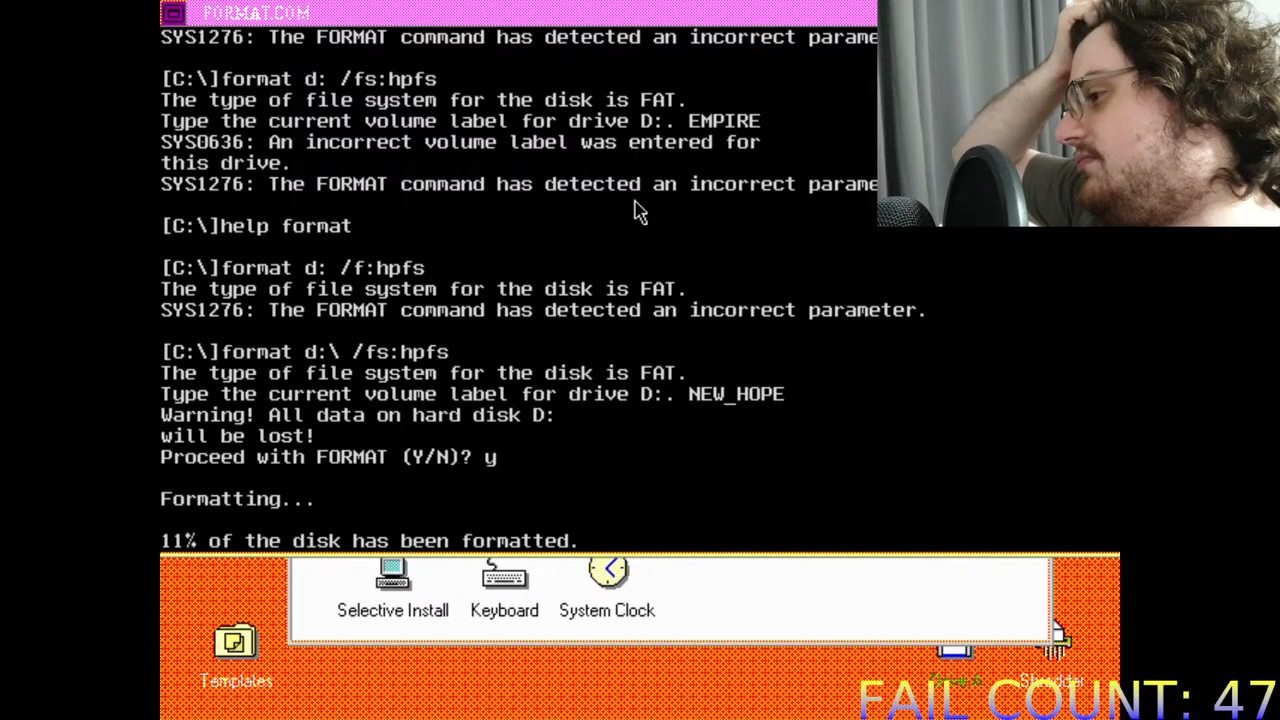 FORMAT.COM
SYS1276: The FORMAT command has detected an incorrect parame
[C:\]format d: /fs:hpfs
The type of file system for the disk is FAT.
Type the current volume label for drive D:. EMPIRE
SYS0636: An incorrect volume label was entered for
this drive.
SYS1276: The FORMAT command has detected an incorrect parame
[C:\]help format
[C:\]format d: /f:hpfs
The type of file system for the disk is FAT.
SYS1276: The FORMAT command has detected an incorrect parameter.
[C:\]format d:\ /fs:hpfs
The type of file system for the disk is FAT.
Type the current volume label for drive D:. NEW_HOPE
Warning! All data on hard disk D:
will be lost!
Proceed with FORMAT (Y/N)? y
Formatting...
11% of the disk has been formatted.
Selective Install Keyboard System Clock
Templates Drive A Shredder
FAIL COUNT: 47